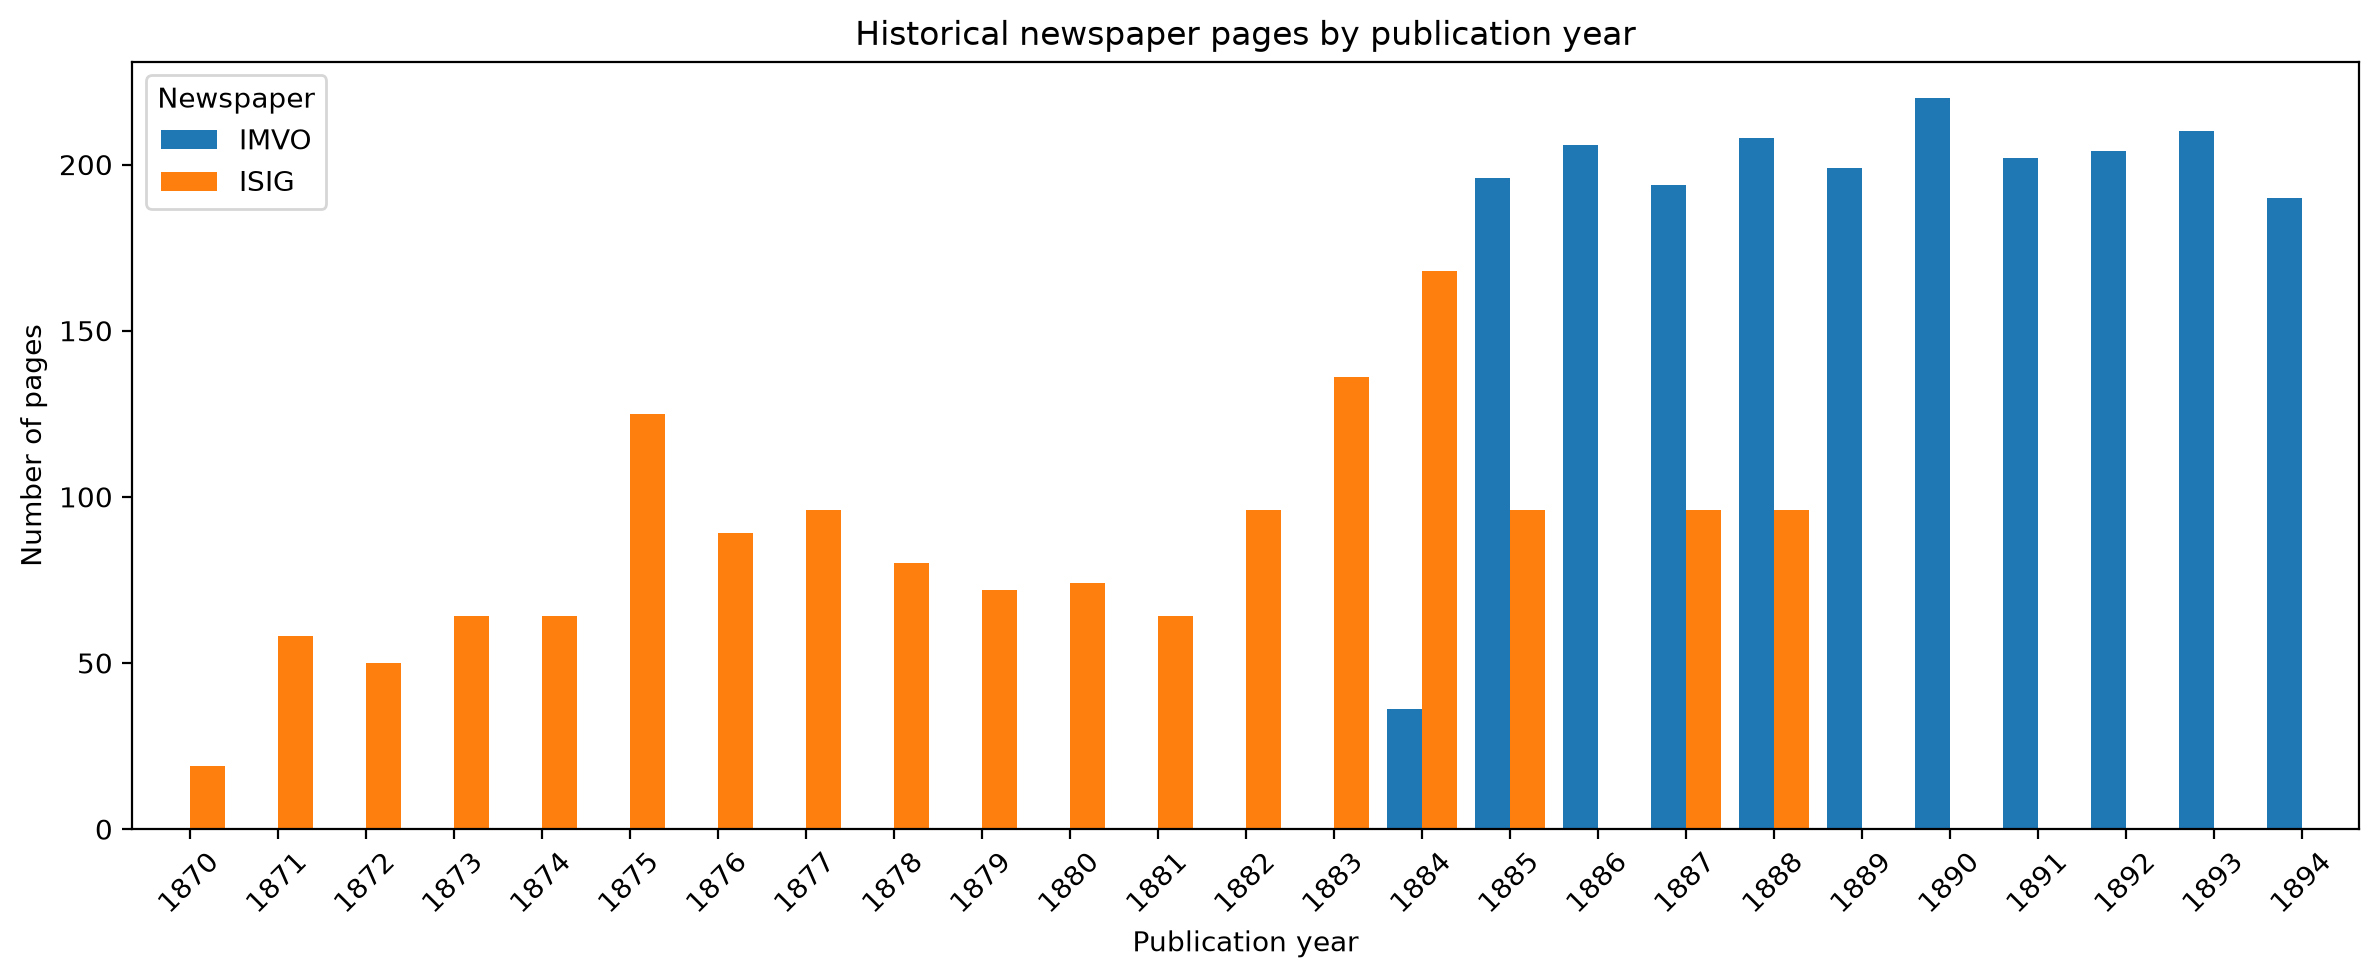 Historical newspaper pages by publication year
Newspaper
IMVO
ISIG
Number of pages
200
150
100
50
0
1870 1871 1872 1873 1874 1875 1876 1877 1878 1879 1880 1881 1882 1883 1884 1885 1886 1887 1888 1889 1890 1891 1892 1893 1894
Publication year